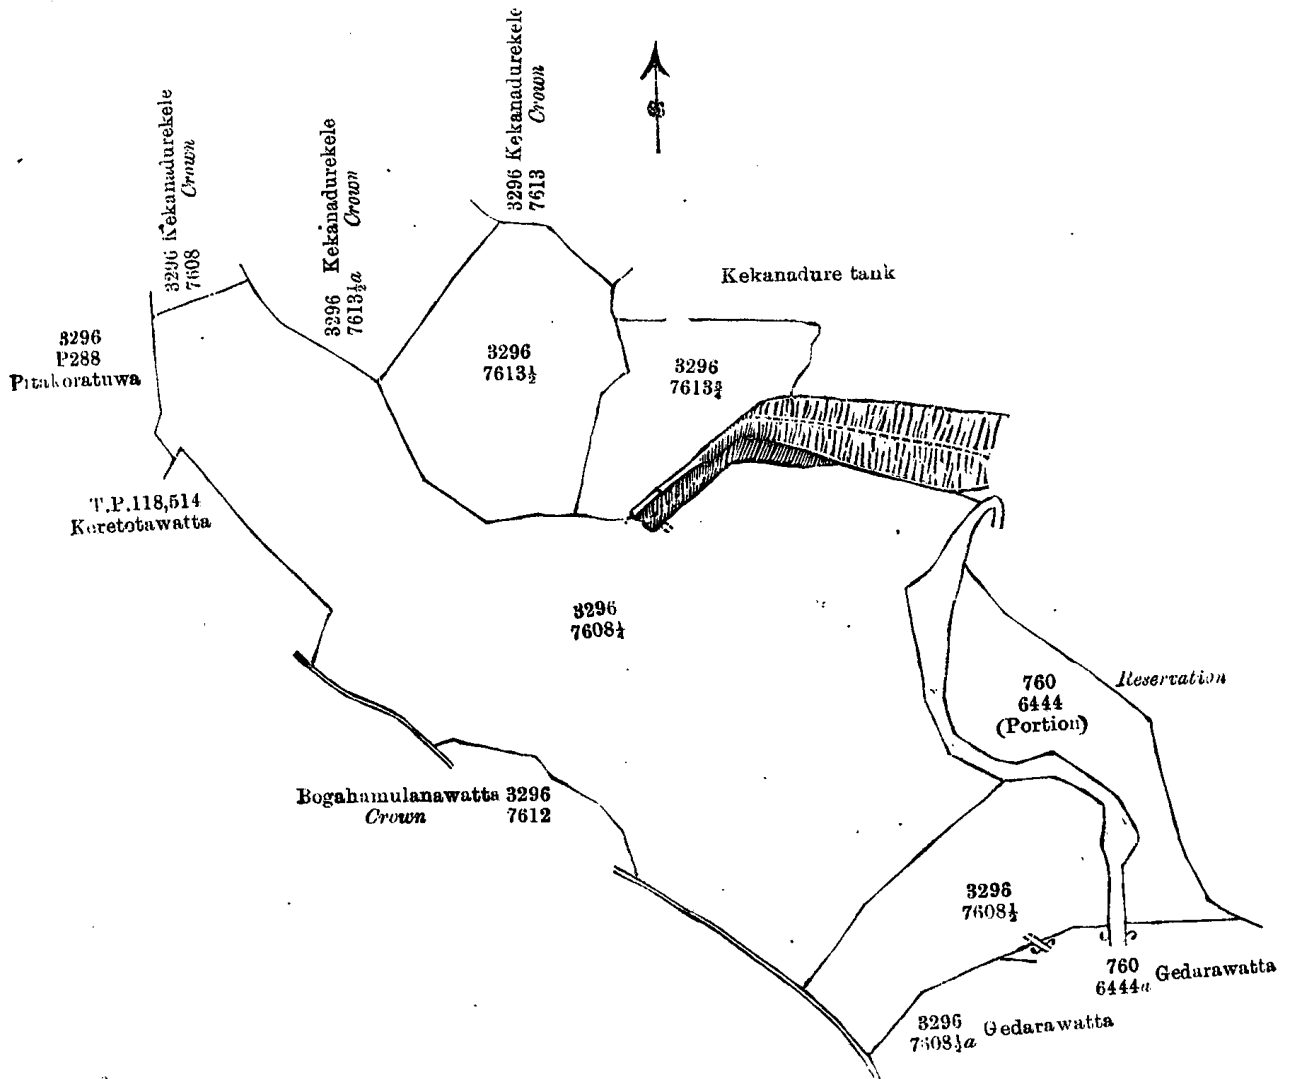 3296 Kekanadurekele
7608 Crown
3296 Kekanadurekele
7613½a Crown
3296 Kekanadurekele
7613 Crown
Kekanadure tank
3296
P288
Pitakoratuwa
3296
7613½
3296
7613¾
T.P.118,514
Keretotawatta
3296
7608¼
760
6444
(Portion)
Reservation
Bogahamulanawatta 3296
Crown 7612
3296
7608½
760 Gedarawatta
6444a
3296 Gedarawatta
7608½a